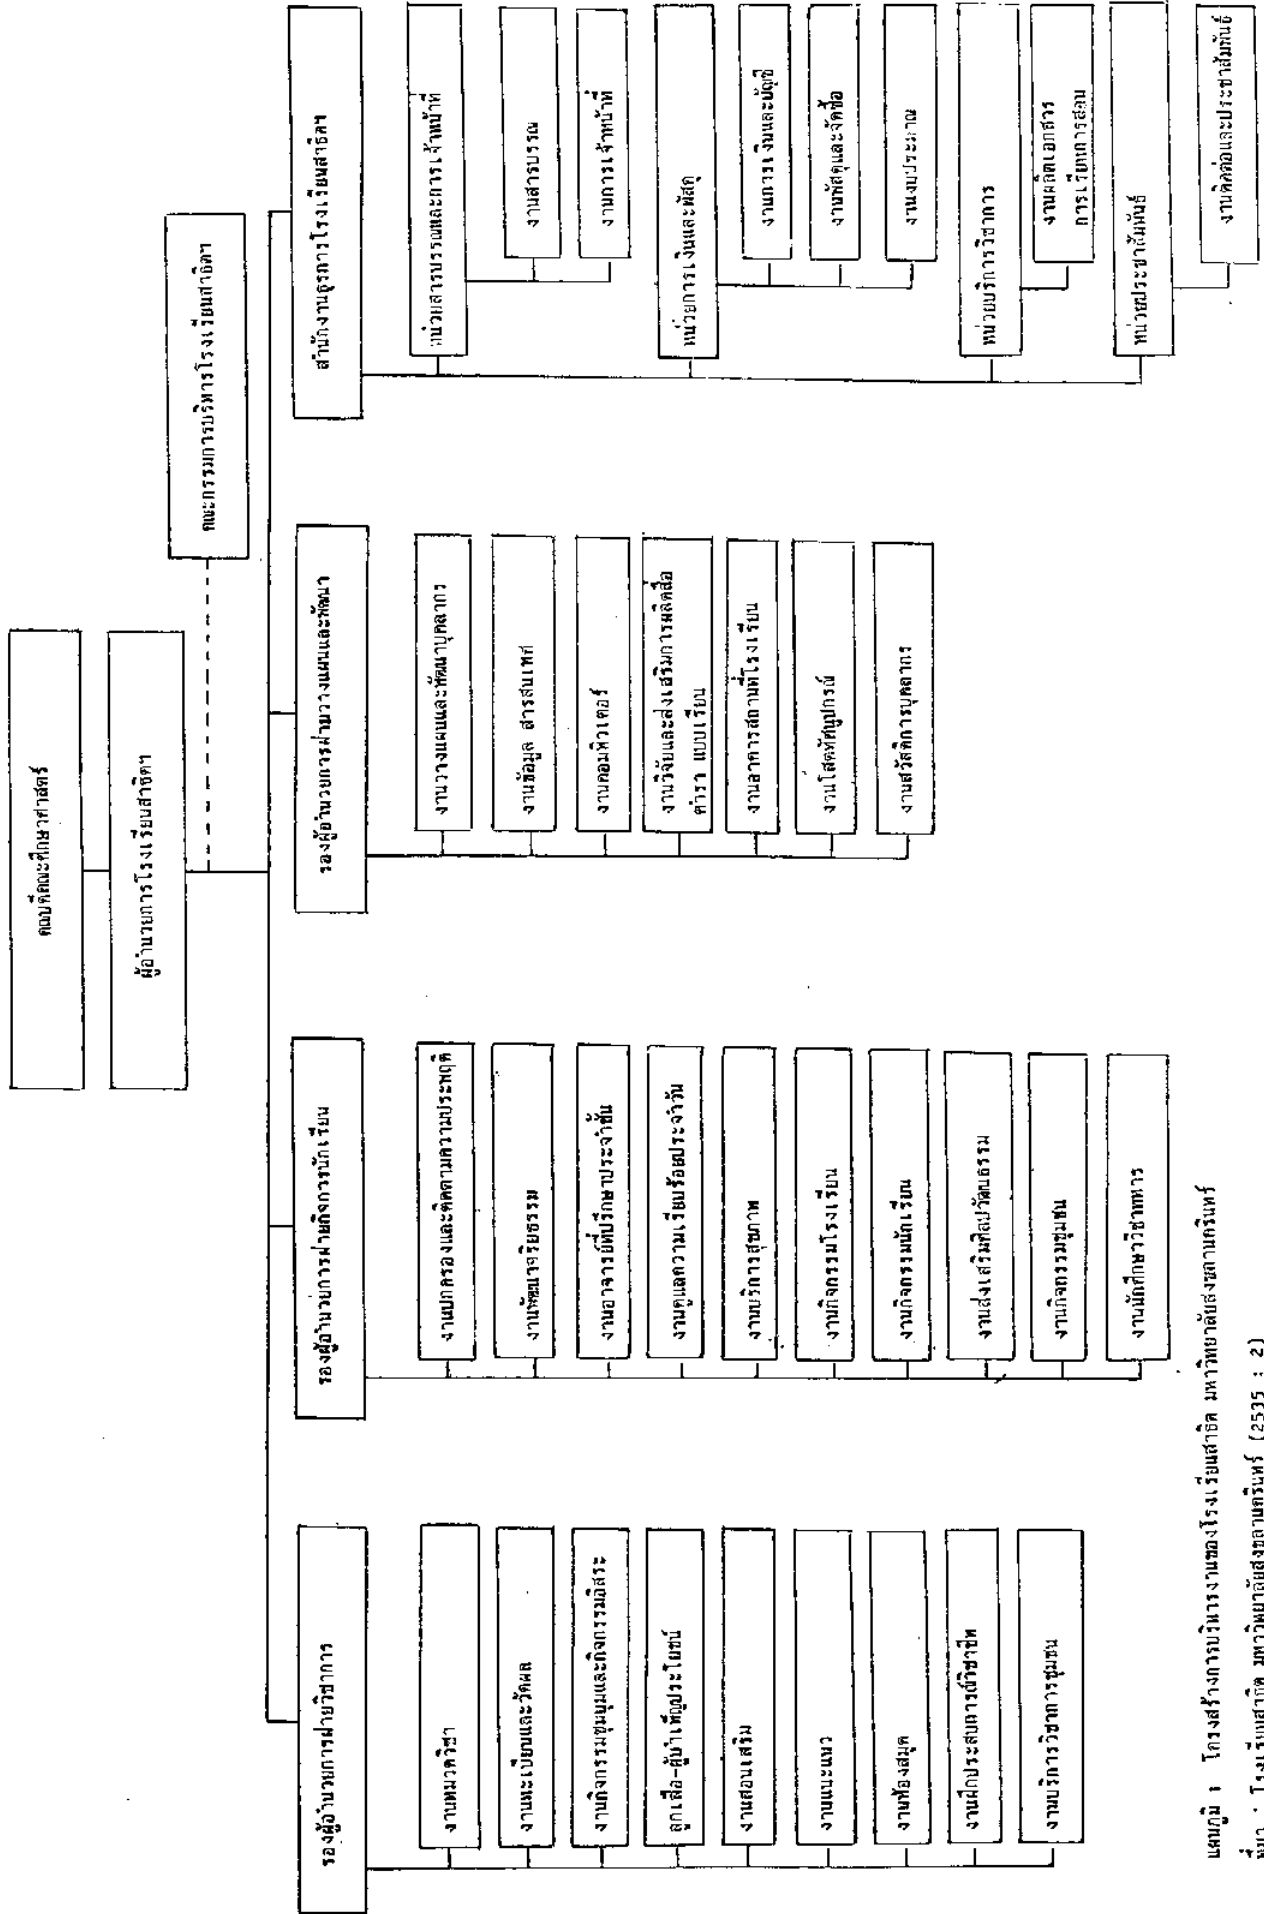 คณบดีคณะศึกษาศาสตร์
ผู้อำนวยการโรงเรียนสาธิตฯ
คณะกรรมการบริหารโรงเรียนสาธิตฯ
รองผู้อำนวยการฝ่ายวิชาการ
งานหมวดวิชา
งานทะเบียนและวัดผล
งานกิจกรรมชุมนุมและกิจกรรมอิสระ
ลูกเสือ-ผู้บำเพ็ญประโยชน์
งานสอนเสริม
งานแนะแนว
งานห้องสมุด
งานฝึกประสบการณ์วิชาชีพ
งานบริการวิชาการชุมชน
รองผู้อำนวยการฝ่ายกิจการนักเรียน
งานปกครองและติดตามความประพฤติ
งานพัฒนาจริยธรรม
งานอาจารย์ที่ปรึกษาประจำชั้น
งานดูแลความเรียบร้อยประจำวัน
งานบริการสุขภาพ
งานกิจกรรมโรงเรียน
งานกิจกรรมนักเรียน
งานส่งเสริมศิลปวัฒนธรรม
งานกิจกรรมชุมชน
งานนักศึกษาวิชาทหาร
รองผู้อำนวยการฝ่ายวางแผนและพัฒนา
งานวางแผนและพัฒนาบุคลากร
งานข้อมูล สารสนเทศ
งานคอมพิวเตอร์
งานวิจัยและส่งเสริมการผลิตสื่อ
ตำรา แบบเรียน
งานอาคารสถานที่โรงเรียน
งานโสตทัศนูปกรณ์
งานสวัสดิการบุคลากร
สำนักงานธุรการโรงเรียนสาธิตฯ
หน่วยสารบรรณและการเจ้าหน้าที่
งานสารบรรณ
งานการเจ้าหน้าที่
หน่วยการเงินและพัสดุ
งานการเงินและบัญชี
งานพัสดุและจัดซื้อ
งานงบประมาณ
หน่วยบริการวิชาการ
งานผลิตเอกสาร
การเรียนการสอน
หน่วยประชาสัมพันธ์
งานติดต่อและประชาสัมพันธ์
แผนภูมิ : โครงสร้างการบริหารงานของโรงเรียนสาธิต มหาวิทยาลัยสงขลานครินทร์
ที่มา : โรงเรียนสาธิต มหาวิทยาลัยสงขลานครินทร์ (2535 : 2)